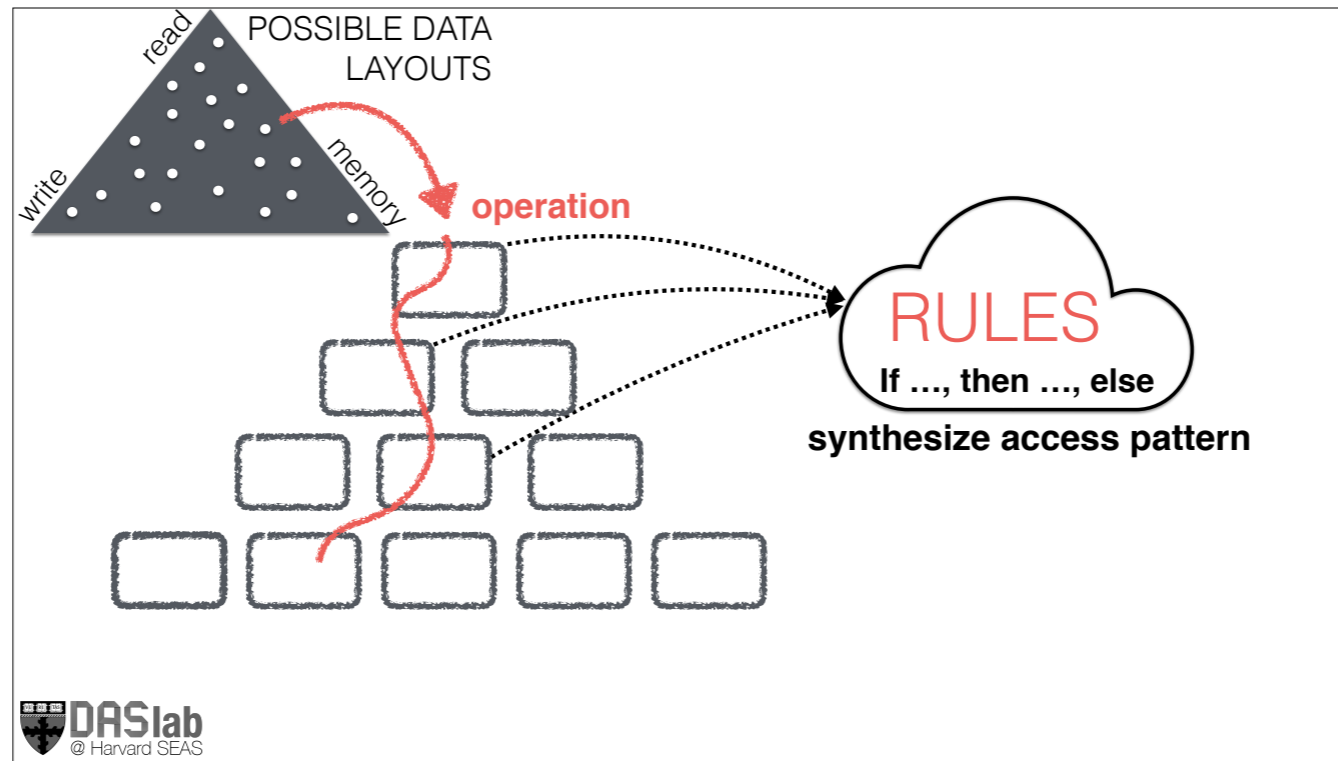 read
POSSIBLE DATA
LAYOUTS
write
memory
operation
RULES
If ..., then ..., else
synthesize access pattern
DASlab
@ Harvard SEAS